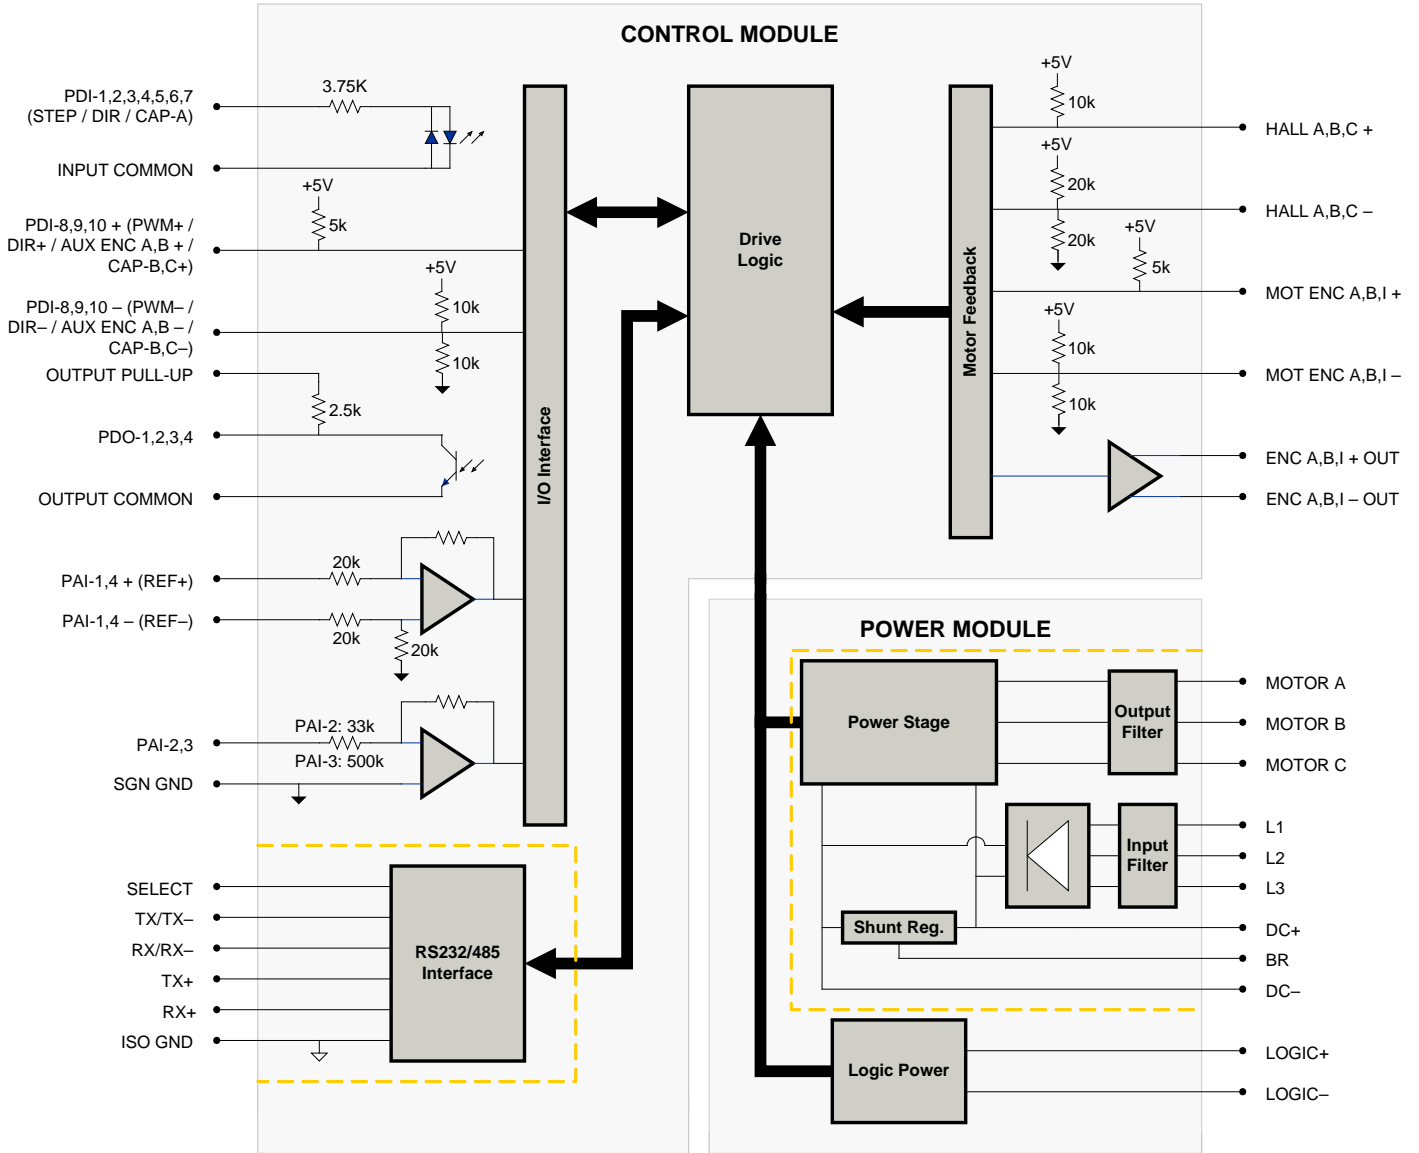 CONTROL MODULE
PDI-1,2,3,4,5,6,7
(STEP / DIR / CAP-A)
3.75K
INPUT COMMON
+5V
5k
PDI-8,9,10 + (PWM+ /
DIR+ / AUX ENC A,B + /
CAP-B,C+)
+5V
10k
PDI-8,9,10 – (PWM– /
DIR– / AUX ENC A,B – /
CAP-B,C–)
10k
OUTPUT PULL-UP
2.5k
PDO-1,2,3,4
OUTPUT COMMON
PAI-1,4 + (REF+)
20k
PAI-1,4 – (REF–)
20k
20k
PAI-2: 33k
PAI-2,3
PAI-3: 500k
SGN GND
I/O Interface
Drive
Logic
Motor Feedback
+5V
10k
HALL A,B,C +
+5V
20k
HALL A,B,C –
20k
+5V
5k
MOT ENC A,B,I +
+5V
10k
MOT ENC A,B,I –
10k
ENC A,B,I + OUT
ENC A,B,I – OUT
SELECT
TX/TX–
RX/RX–
TX+
RX+
ISO GND
RS232/485
Interface
POWER MODULE
Power Stage
Output
Filter
MOTOR A
MOTOR B
MOTOR C
Input
Filter
L1
L2
L3
Shunt Reg.
DC+
BR
DC–
Logic Power
LOGIC+
LOGIC–